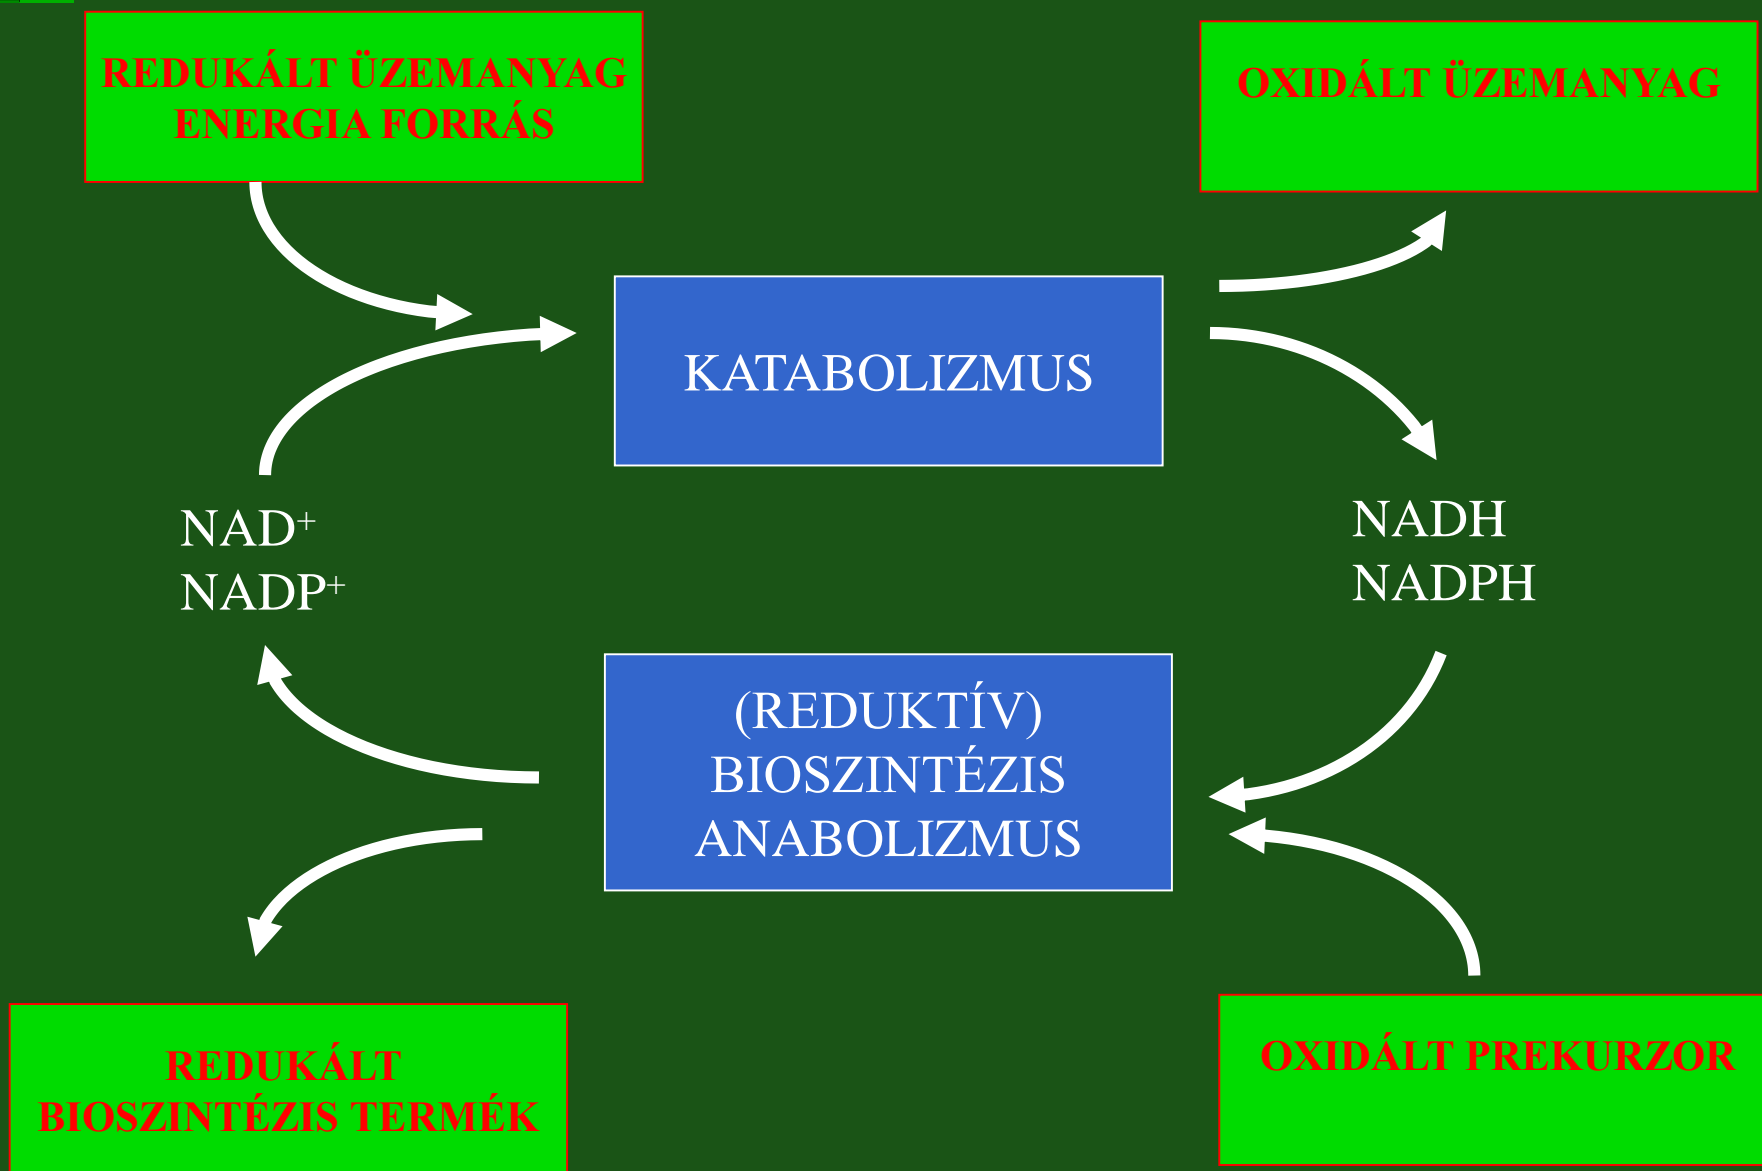 REDUKÁLT ÜZEMANYAG
ENERGIA FORRÁS
OXIDÁLT ÜZEMANYAG
KATABOLIZMUS
NAD⁺
NADP⁺
NADH
NADPH
(REDUKTÍV)
BIOSZINTÉZIS
ANABOLIZMUS
REDUKÁLT
BIOSZINTÉZIS TERMÉK
OXIDÁLT PREKURZOR